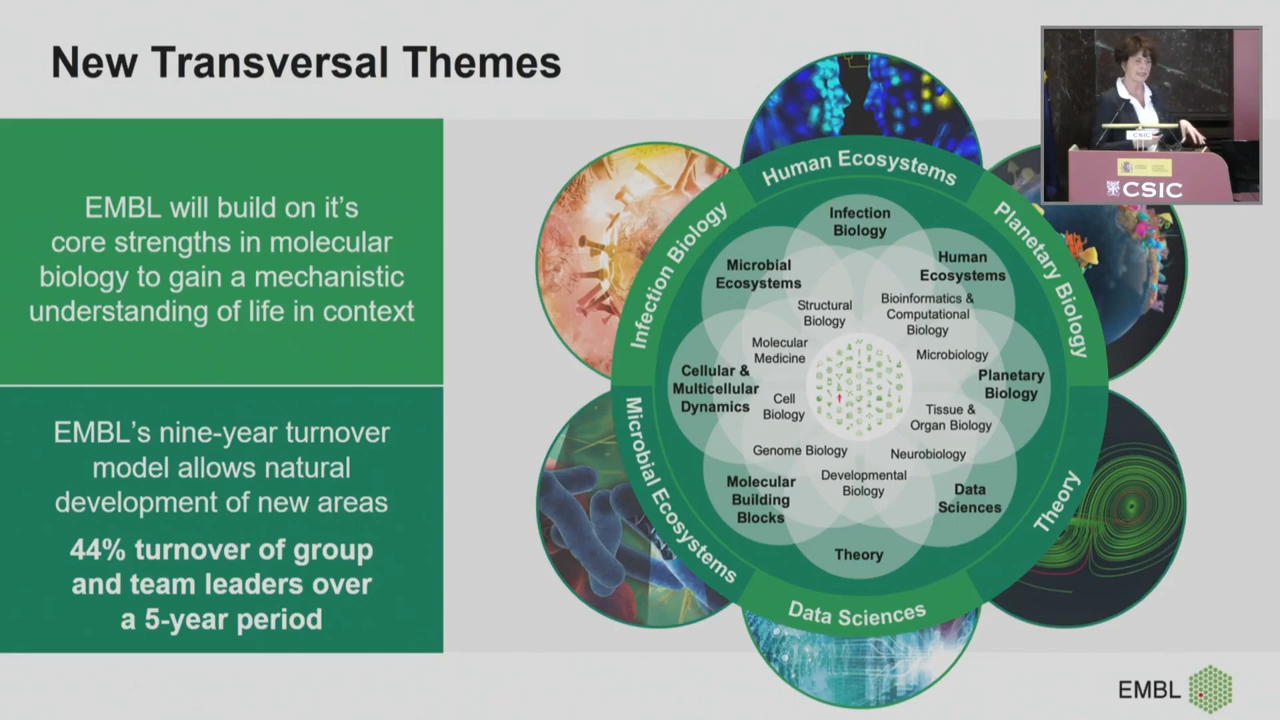 New Transversal Themes
EMBL will build on it's
core strengths in molecular
biology to gain a mechanistic
understanding of life in context
EMBL's nine-year turnover
model allows natural
development of new areas
44% turnover of group
and team leaders over
a 5-year period
Human Ecosystems
Planetary Biology
Theory
Data Sciences
Microbial Ecosystems
Infection Biology
Infection
Biology
Human
Ecosystems
Planetary
Biology
Data
Sciences
Theory
Molecular
Building
Blocks
Cellular &
Multicellular
Dynamics
Microbial
Ecosystems
Structural
Biology
Bioinformatics &
Computational
Biology
Microbiology
Tissue &
Organ Biology
Neurobiology
Developmental
Biology
Genome Biology
Cell
Biology
Molecular
Medicine
CSIC
CSIC
EMBL